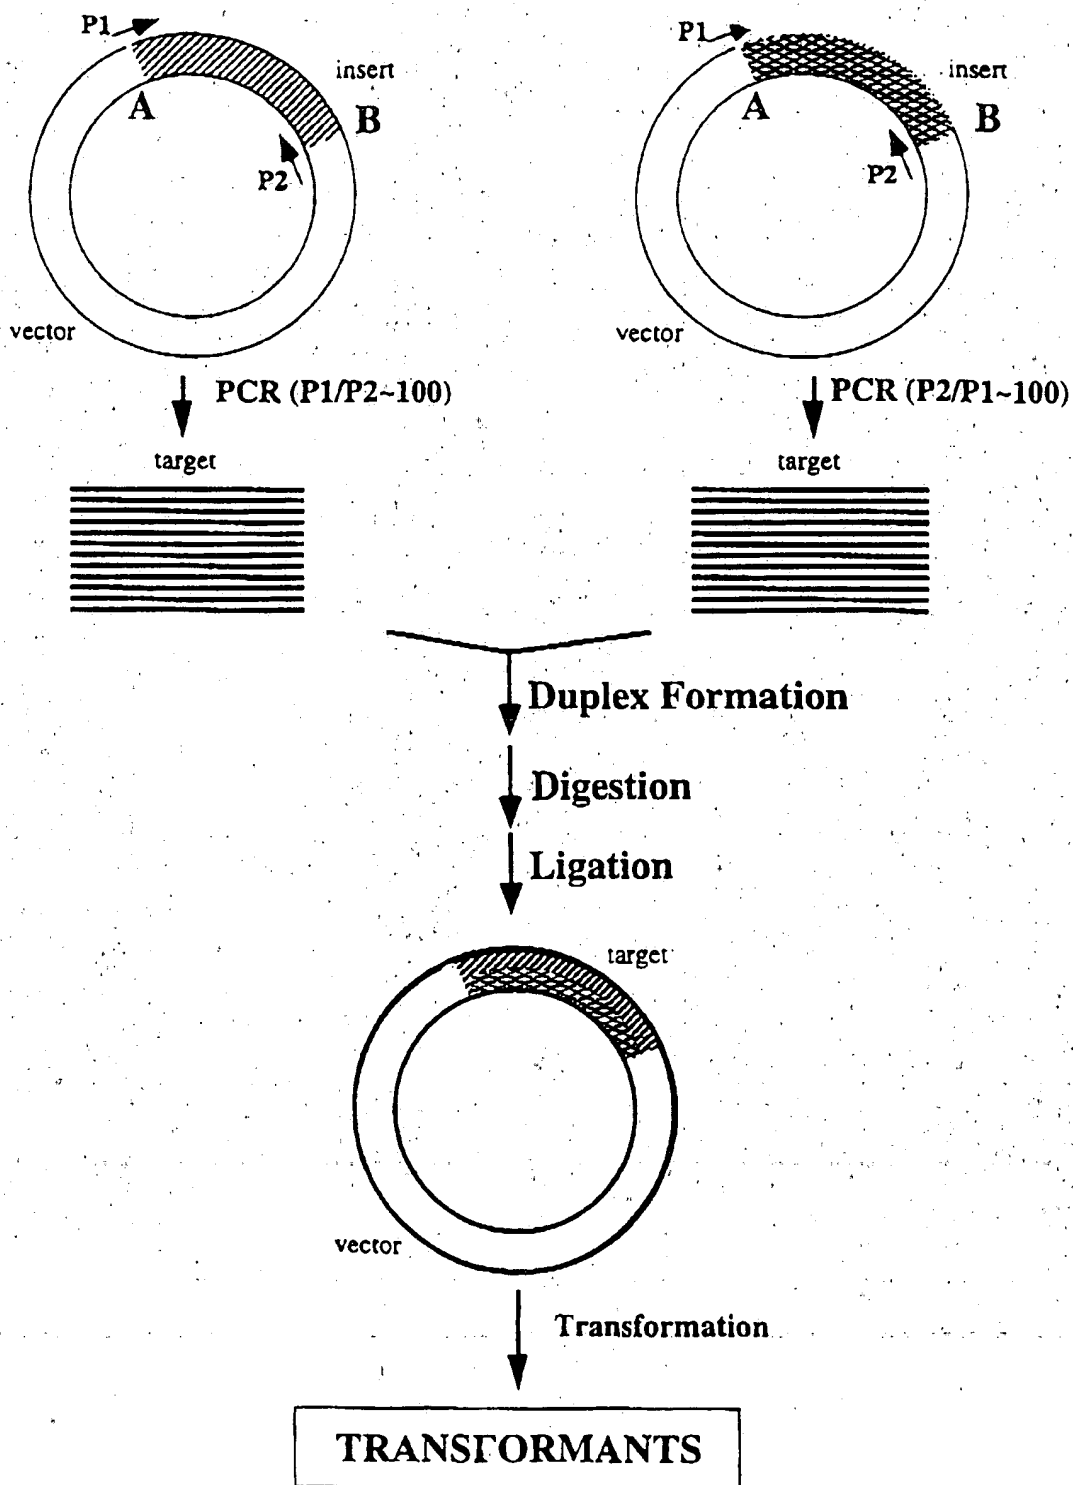 P1
insert
A
B
P2
vector
PCR (P1/P2~100)
target
P1
insert
A
B
P2
vector
PCR (P2/P1~100)
target
Duplex Formation
Digestion
Ligation
target
vector
Transformation
TRANSFORMANTS